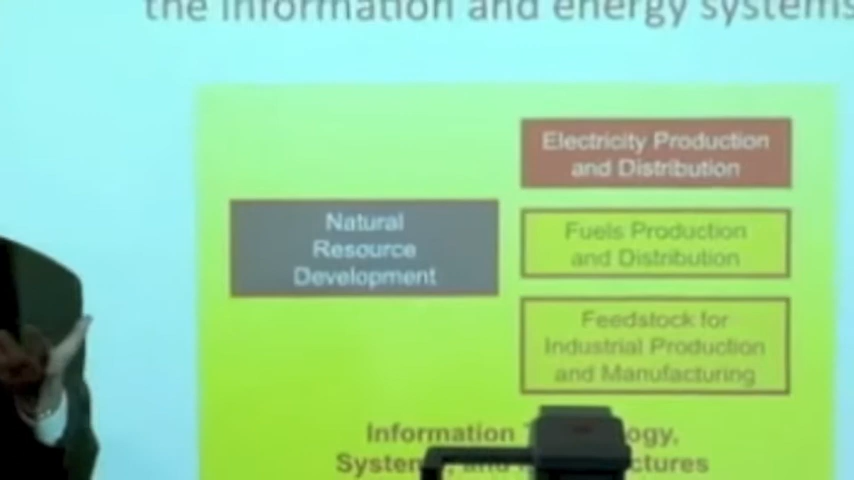 the information and energy systems
Electricity Production
and Distribution
Natural
Resource
Development
Fuels Production
and Distribution
Feedstock for
Industrial Production
and Manufacturing
Information